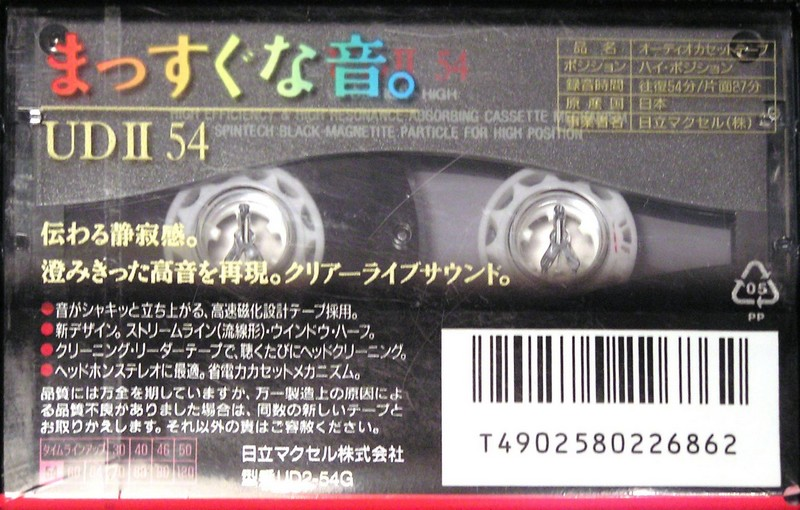 まっすぐな音。
II 54
HIGH
HIGH EFFICIENCY & HIGH RESONANCE ABSORBING CASSETTE MECHANISM
SPINTECH BLACK-MAGNETITE PARTICLE FOR HIGH POSITION
品名 オーディオカセットテープ
ポジション ハイ・ポジション
録音時間 往復54分/片面27分
原産国 日本
事業者名 日立マクセル(株)
UDII 54
伝わる静寂感。
澄みきった高音を再現。クリアーライブサウンド。
●音がシャキッと立ち上がる、高速磁化設計テープ採用。
●新デザイン。ストリームライン(流線形)・ウインドウ・ハーフ。
●クリーニング・リーダーテープで、聴くたびにヘッドクリーニング。
●ヘッドホンステレオに最適。省電力カセットメカニズム。
品質には万全を期していますが、万一製造上の原因によ
る品質不良がありました場合は、同数の新しいテープと
お取りかえします。それ以外の責はご容赦ください。
タイムラインアップ 30 40 46 50
70 80 90 120
日立マクセル株式会社
型番UD2-54G
05
PP
T4902580226862